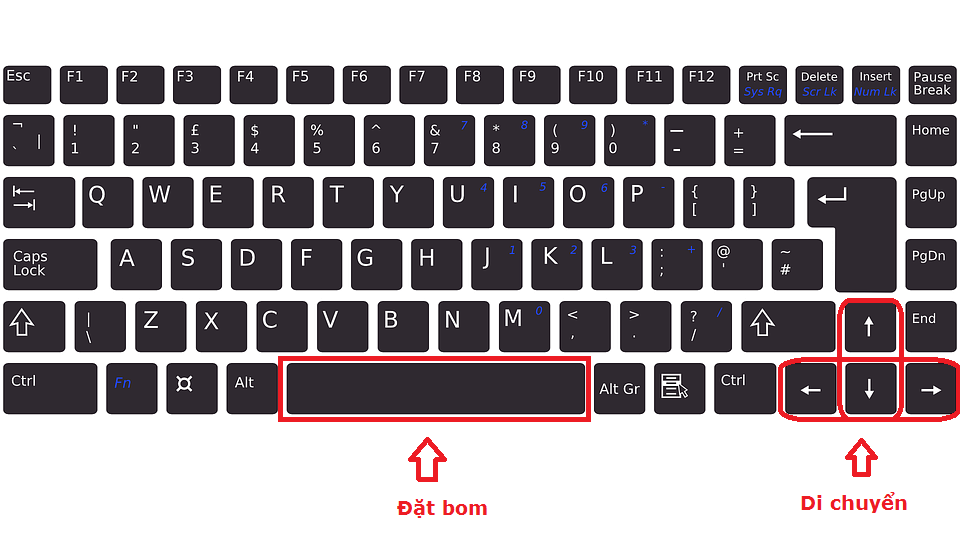 Esc F1 F2 F3 F4 F5 F6 F7 F8 F9 F10 F11 F12 Prt Sc Delete Insert Pause
Sys Rq Scr Lk Num Lk Break
¬ | ! " £ $ % ^ & 7 * 8 ( 9 ) * — + Home
` 1 2 3 4 5 6 7 8 9 0 - =
Q W E R T Y U 4 I 5 O 6 P - { } PgUp
[ ]
Caps A S D F G H J 1 K 2 L 3 : + @ ~ PgDn
Lock ; ' #
| Z X C V B N M 0 < > ? / End
\ , . /
Ctrl Fn Alt Alt Gr Ctrl
Đặt bom
Di chuyển